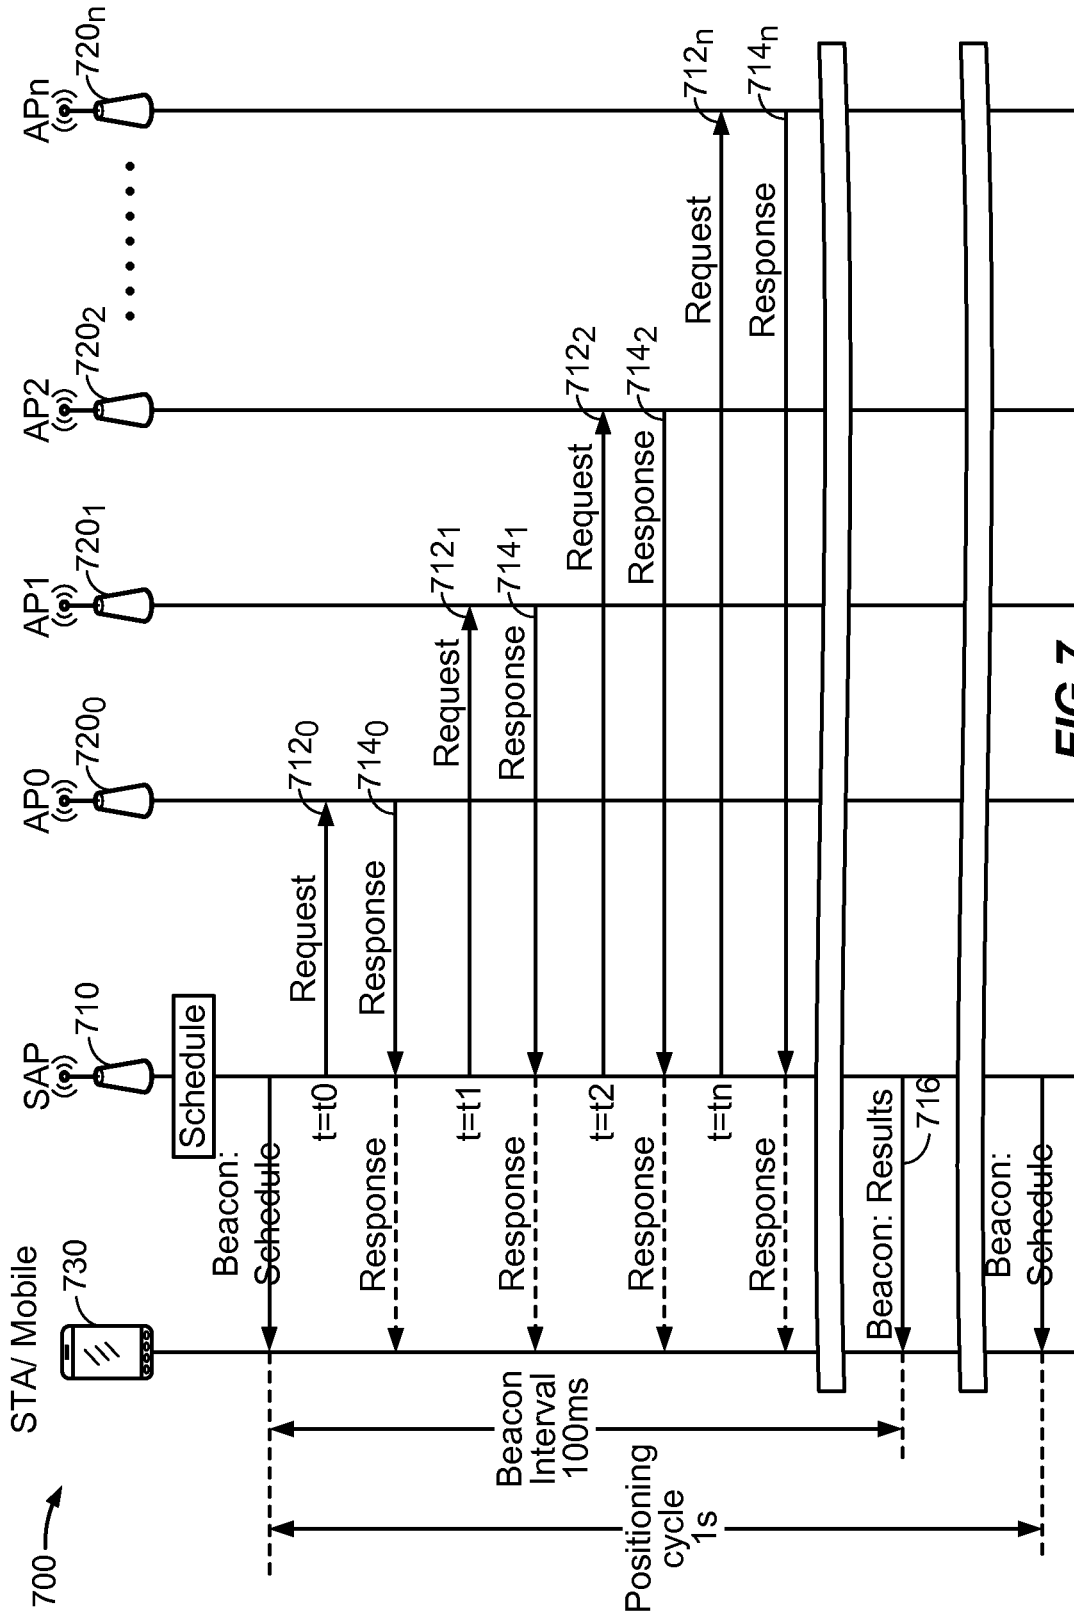 700
STA/ Mobile
730
SAP
710
AP0
720₀
AP1
720₁
AP2
720₂
APn
720ₙ
Schedule
Beacon:
Schedule
Request
712₀
t=t0
Response
Response
714₀
Request
712₁
t=t1
Response
Response
714₁
Request
712₂
t=t2
Response
Response
714₂
Request
712ₙ
t=tn
Response
Response
714ₙ
Beacon
Interval
100ms
Positioning
cycle
1s
Beacon: Results
716
Beacon:
Schedule
FIG 7